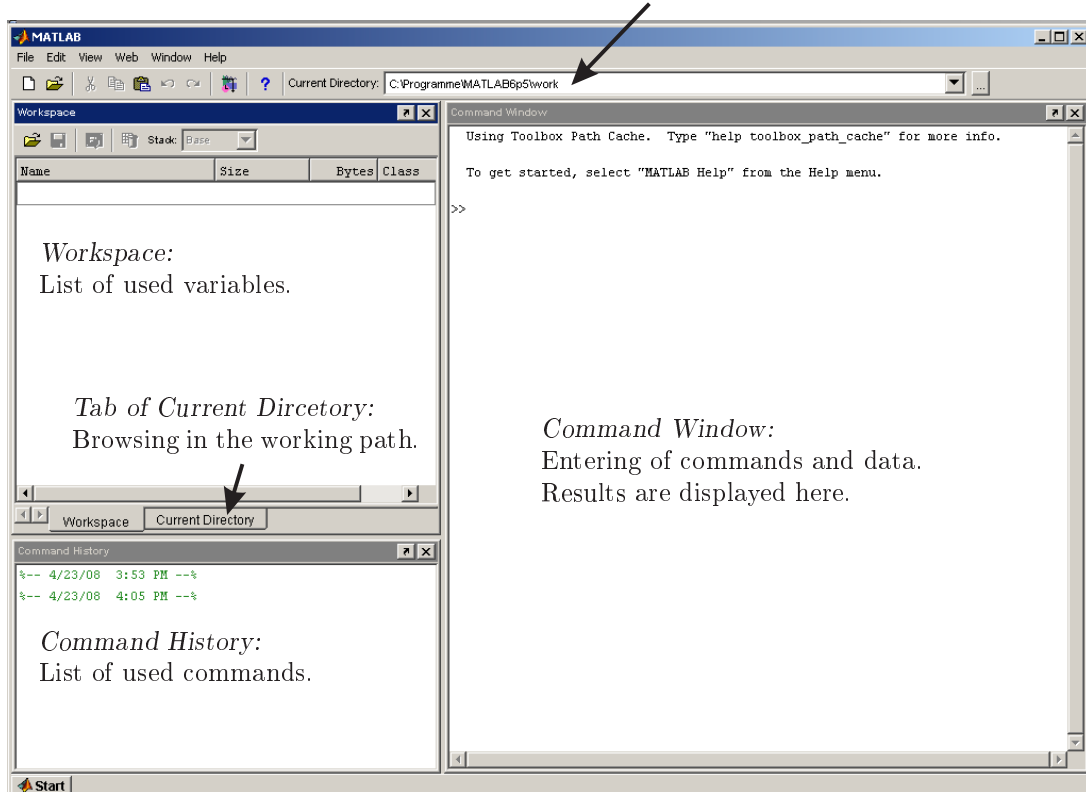 MATLAB
File Edit View Web Window Help
Current Directory: C:\Programme\MATLAB6p5\work ...
Workspace
Stack: Base
Name Size Bytes Class
Workspace:
List of used variables.
Tab of Current Dircetory:
Browsing in the working path.
Workspace Current Directory
Command History
%-- 4/23/08 3:53 PM --%
%-- 4/23/08 4:05 PM --%
Command History:
List of used commands.
Command Window
Using Toolbox Path Cache. Type "help toolbox_path_cache" for more info.
To get started, select "MATLAB Help" from the Help menu.
>>
Command Window:
Entering of commands and data.
Results are displayed here.
Start